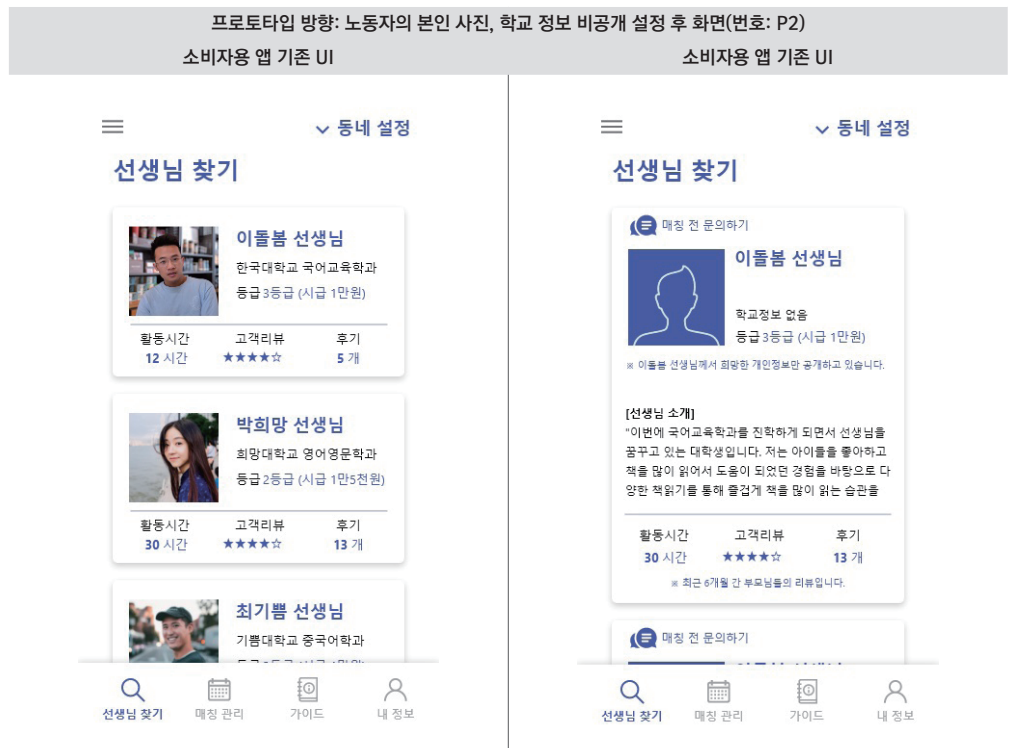 프로토타입 방향: 노동자의 본인 사진, 학교 정보 비공개 설정 후 화면(번호: P2)
소비자용 앱 기존 UI
소비자용 앱 기존 UI
동네 설정
선생님 찾기
이돌봄 선생님
한국대학교 국어교육학과
등급 3등급 (시급 1만원)
활동시간 고객리뷰 후기
12 시간 ★★★★☆ 5 개
박희망 선생님
희망대학교 영어영문학과
등급 2등급 (시급 1만5천원)
활동시간 고객리뷰 후기
30 시간 ★★★★☆ 13 개
최기쁨 선생님
기쁨대학교 중국어학과
선생님 찾기 매칭 관리 가이드 내 정보
동네 설정
선생님 찾기
매칭 전 문의하기
이돌봄 선생님
학교정보 없음
등급 3등급 (시급 1만원)
※ 이돌봄 선생님께서 희망한 개인정보만 공개하고 있습니다.
[선생님 소개]
"이번에 국어교육학과를 진학하게 되면서 선생님을
꿈꾸고 있는 대학생입니다. 저는 아이들을 좋아하고
책을 많이 읽어서 도움이 되었던 경험을 바탕으로 다
양한 책읽기를 통해 즐겁게 책을 많이 읽는 습관을
활동시간 고객리뷰 후기
30 시간 ★★★★☆ 13 개
※ 최근 6개월 간 부모님들의 리뷰입니다.
매칭 전 문의하기
선생님 찾기 매칭 관리 가이드 내 정보